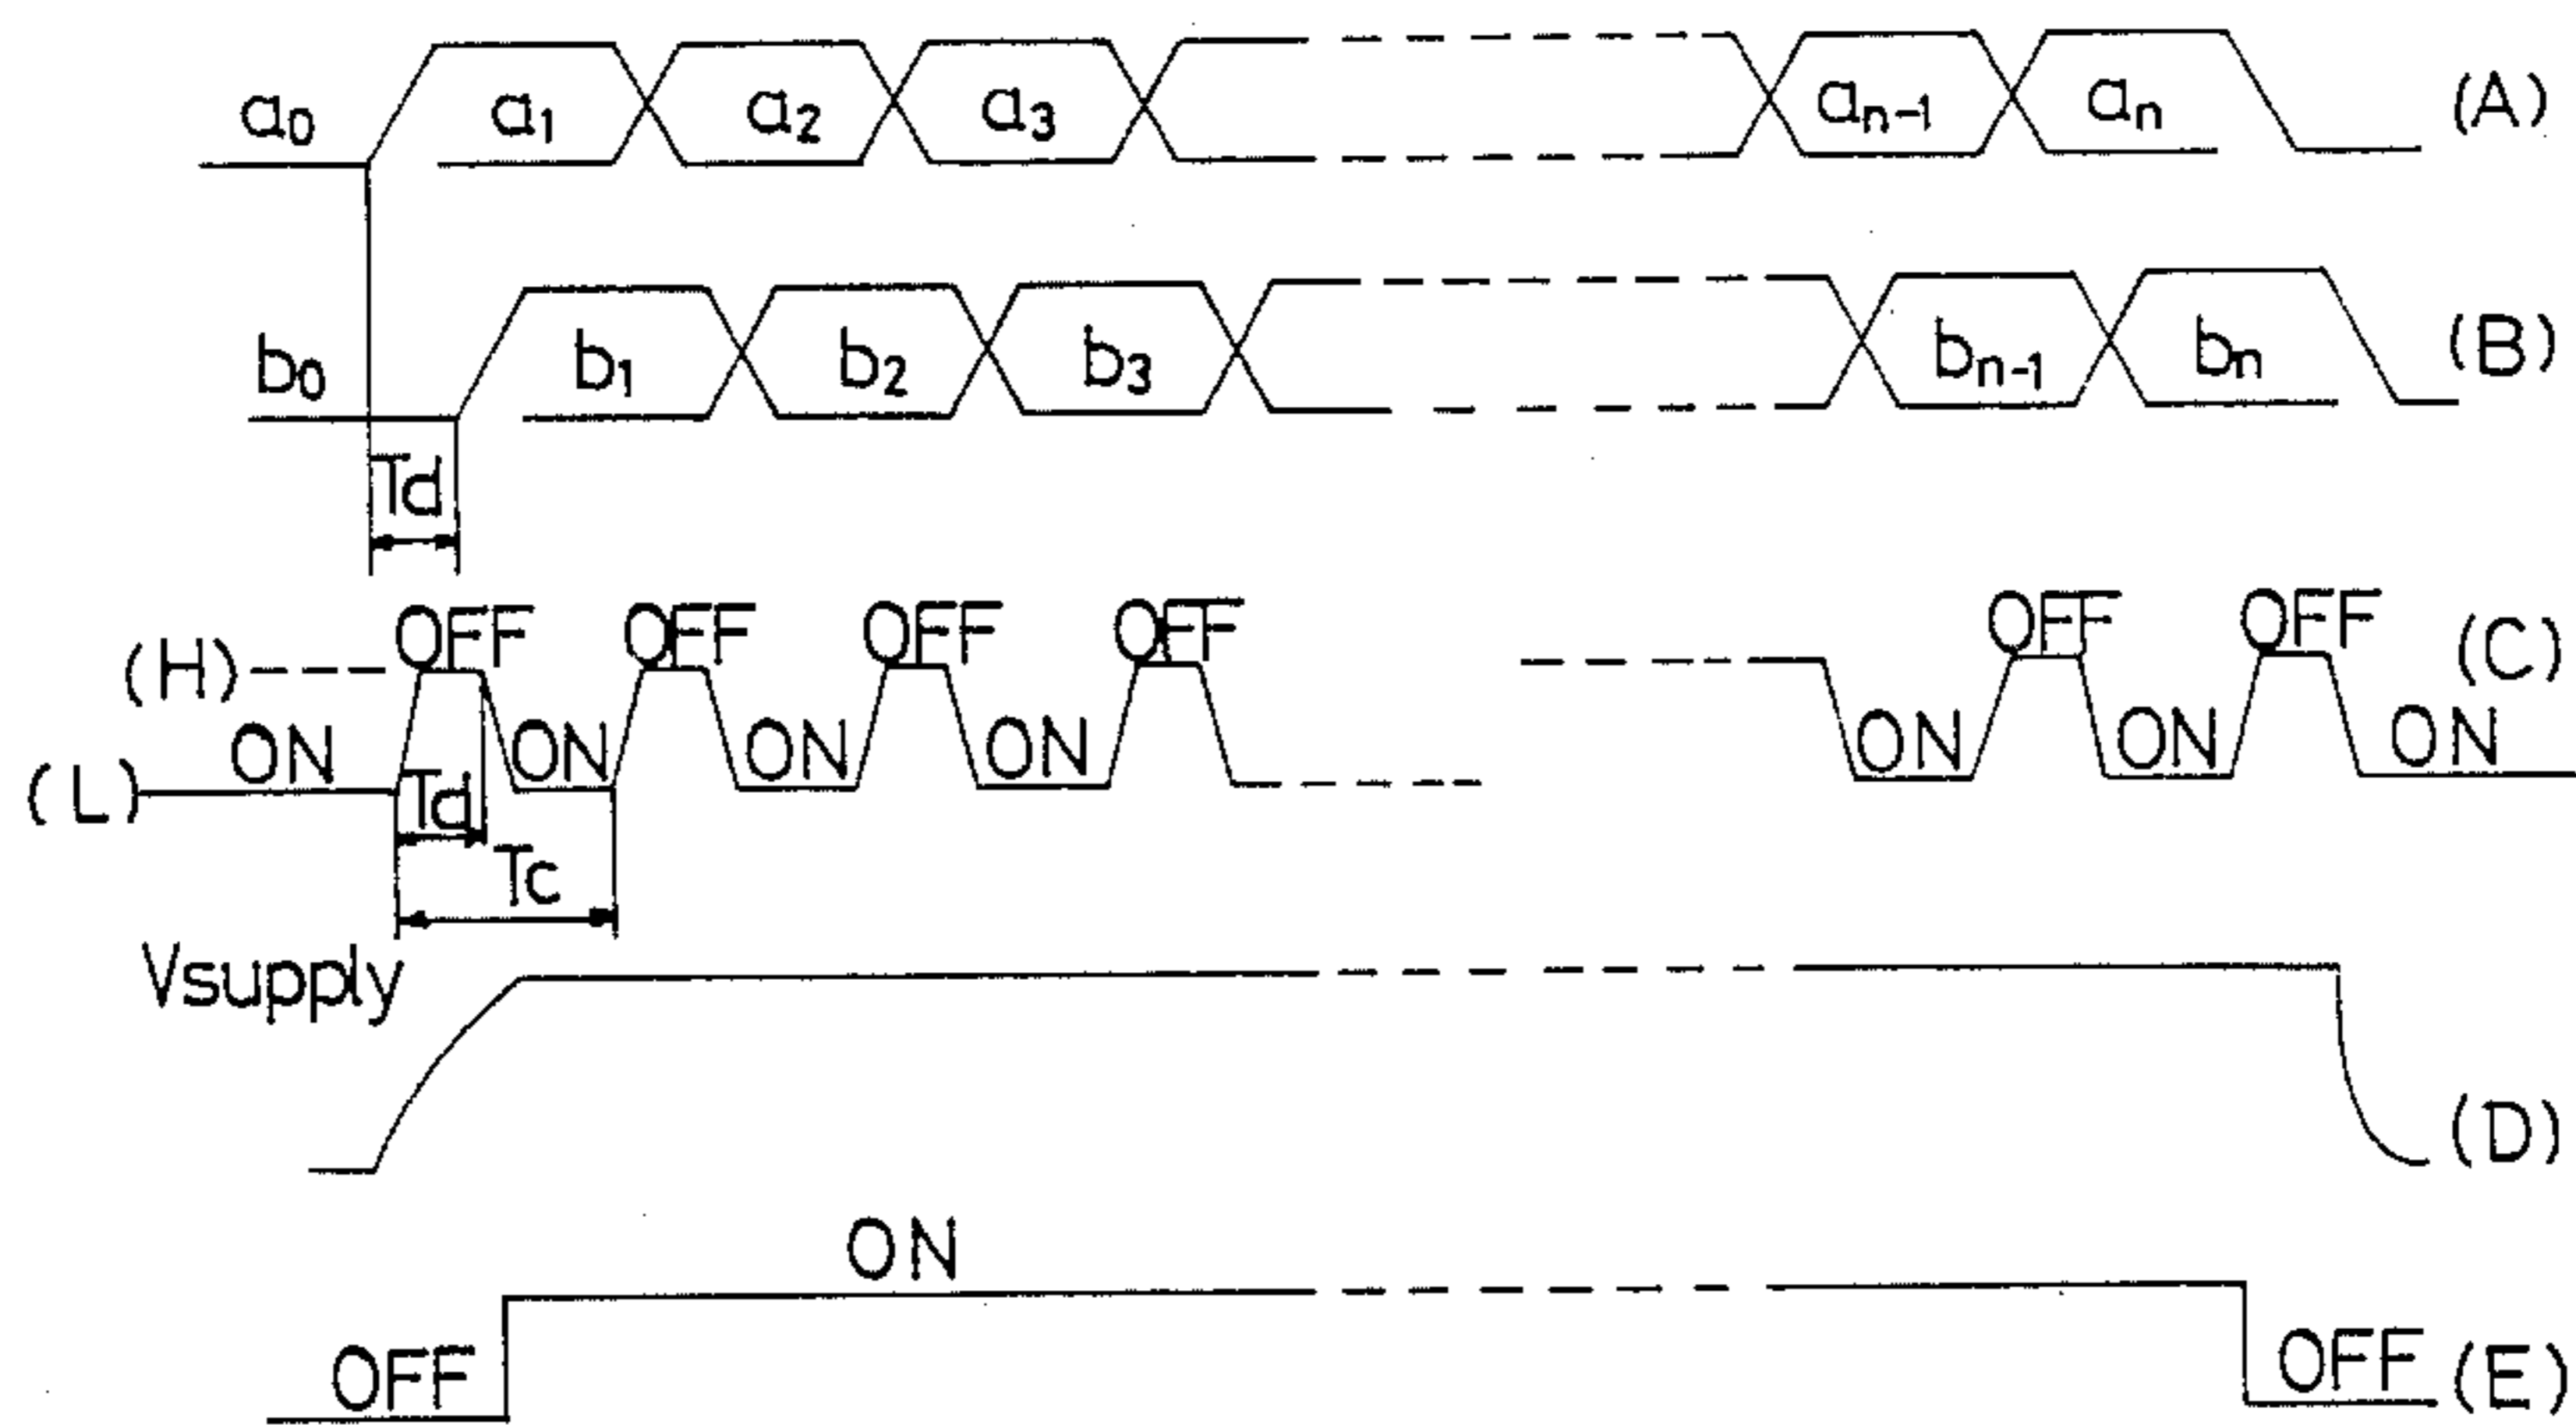 a₀ a₁ a₂ a₃ aₙ₋₁ aₙ (A)
b₀ b₁ b₂ b₃ bₙ₋₁ bₙ (B)
Td
OFF OFF OFF OFF OFF OFF
(H) (C)
ON ON ON ON ON ON ON
(L) Td
Tc
Vsupply
(D)
ON
OFF OFF (E)